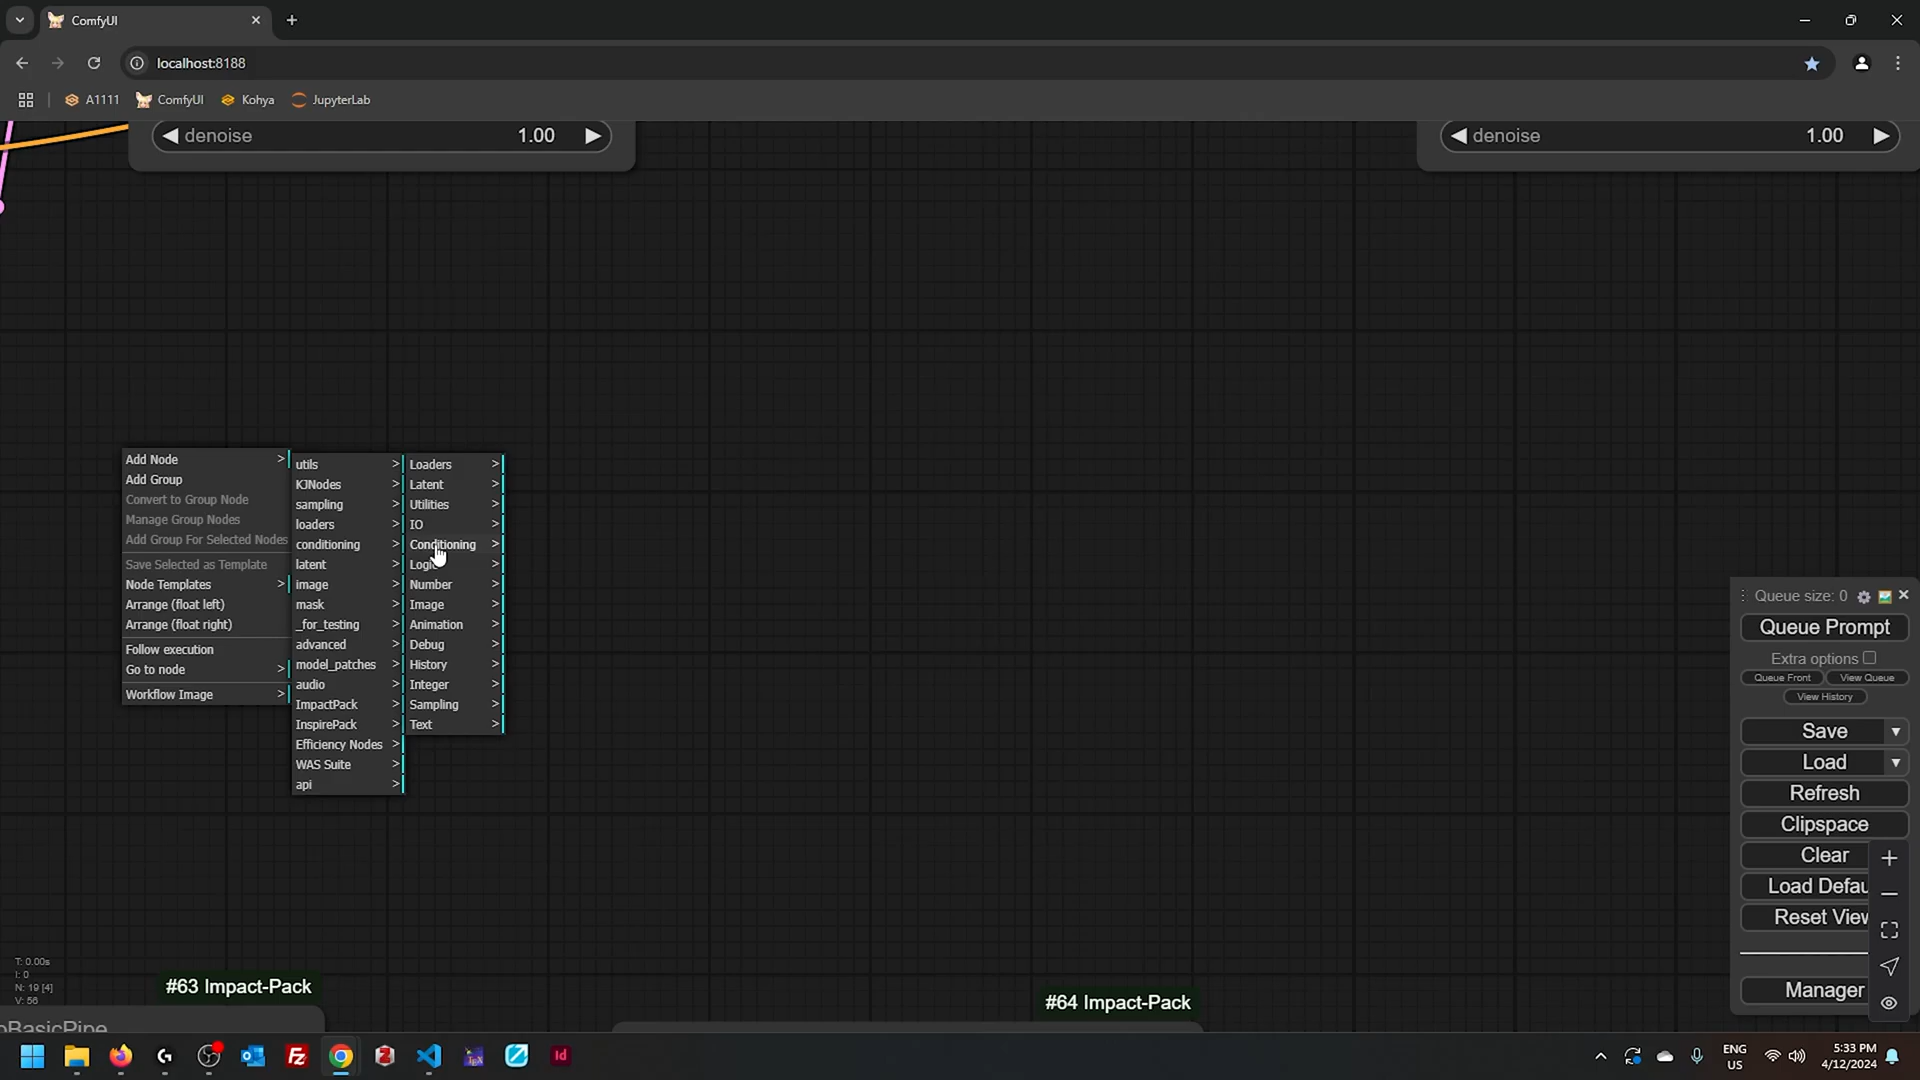 ComfyUI
localhost:8188
A1111
ComfyUI
Kohya
JupyterLab
denoise 1.00
denoise 1.00
Add Node >
Add Group
Convert to Group Node
Manage Group Nodes
Add Group For Selected Nodes
Save Selected as Template
Node Templates >
Arrange (float left)
Arrange (float right)
Follow execution
Go to node >
Workflow Image >
utils >
KJNodes >
sampling >
loaders >
conditioning >
latent >
image >
mask >
_for_testing >
advanced >
model_patches >
audio >
ImpactPack >
InspirePack >
Efficiency Nodes >
WAS Suite >
api >
Loaders >
Latent >
Utilities >
IO >
Conditioning >
Logic >
Number >
Image >
Animation >
Debug >
History >
Integer >
Sampling >
Text >
Queue size: 0
Queue Prompt
Extra options
Queue Front
View Queue
View History
Save
Load
Refresh
Clipspace
Clear
Load Defau
Reset View
Manager
T: 0.00s
I: 0
N: 19 [4]
V: 56
#63 Impact-Pack
#64 Impact-Pack
oBasicPipe
ENG
US
5:33 PM
4/12/2024